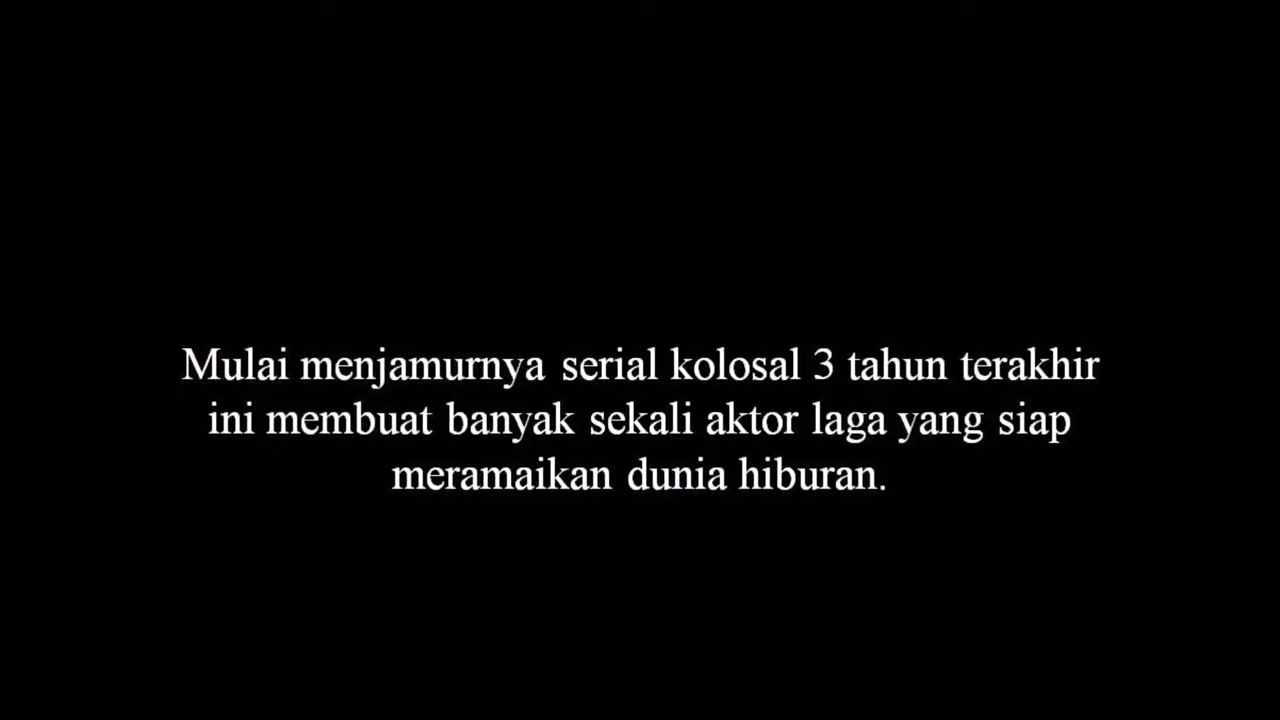 Mulai menjamurnya serial kolosal 3 tahun terakhir
ini membuat banyak sekali aktor laga yang siap
meramaikan dunia hiburan.